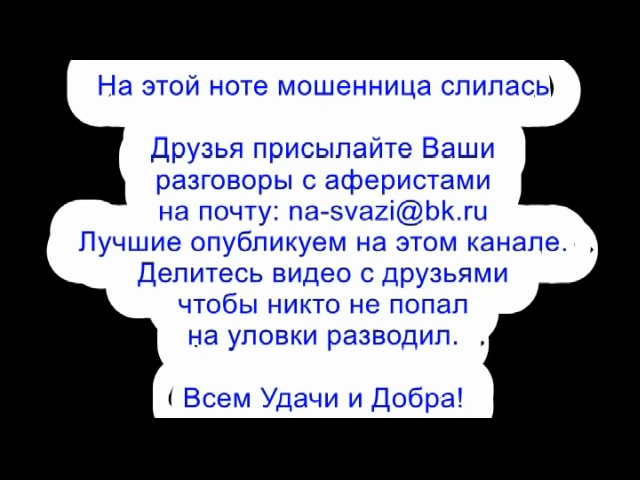 На этой ноте мошенница слилась
Друзья присылайте Ваши
разговоры с аферистами
на почту: na-svazi@bk.ru
Лучшие опубликуем на этом канале.
Делитесь видео с друзьями
чтобы никто не попал
на уловки разводил.
Всем Удачи и Добра!